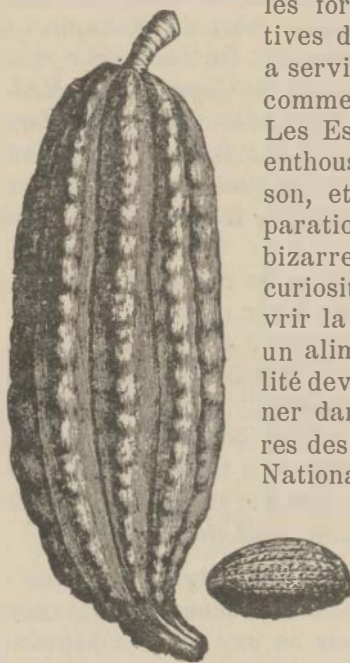 les for
tives d
a servi
comme
Les Es
enthous
son, et
paratio
bizarre
curiosit
vrir la
un alim
lité dev
ner dan
res des
Nationa